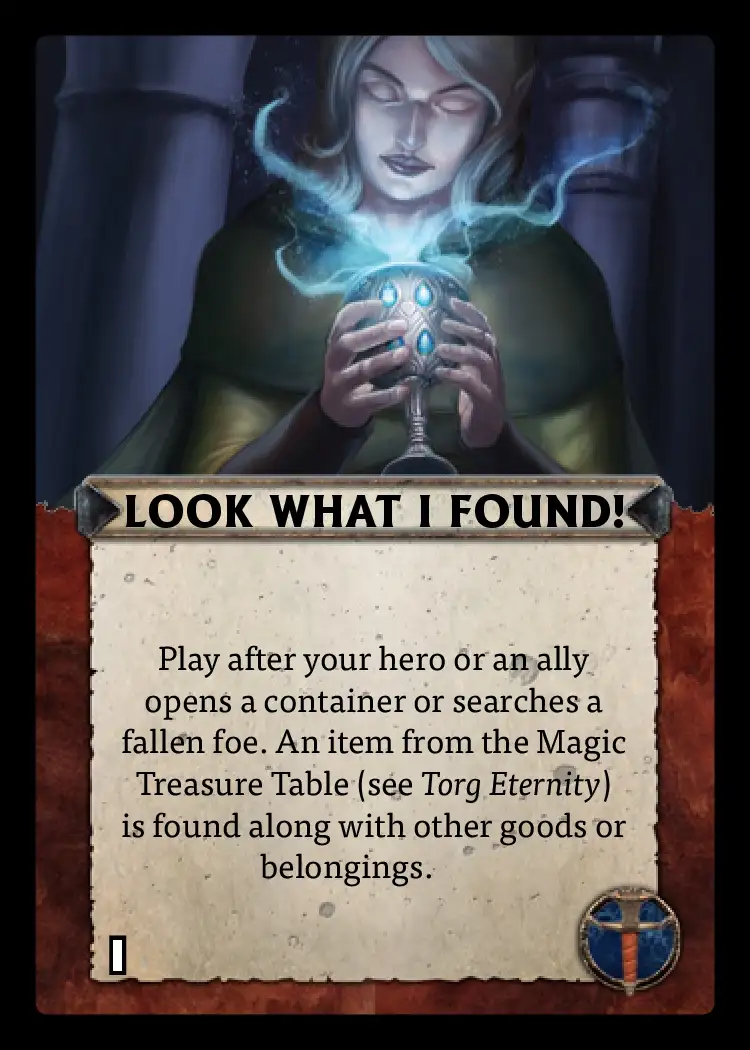 LOOK WHAT I FOUND!
Play after your hero or an ally
opens a container or searches a
fallen foe. An item from the Magic
Treasure Table (see Torg Eternity)
is found along with other goods or
belongings.